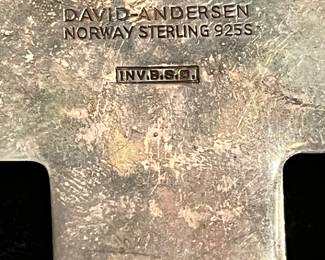 DAVID-ANDERSEN
NORWAY STERLING 925S
INV.B.S.Ø.